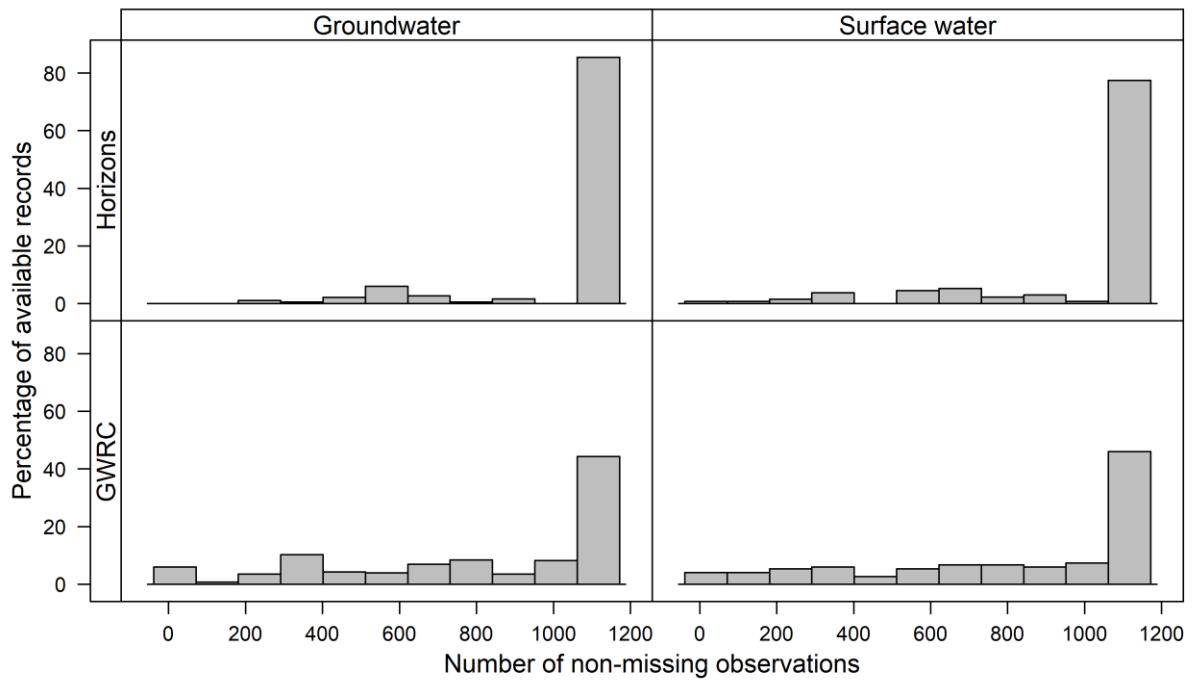 Groundwater
Surface water
Percentage of available records
Horizons
80
60
40
20
0
GWRC
80
60
40
20
0
0 200 400 600 800 1000 1200
0 200 400 600 800 1000 1200
Number of non-missing observations